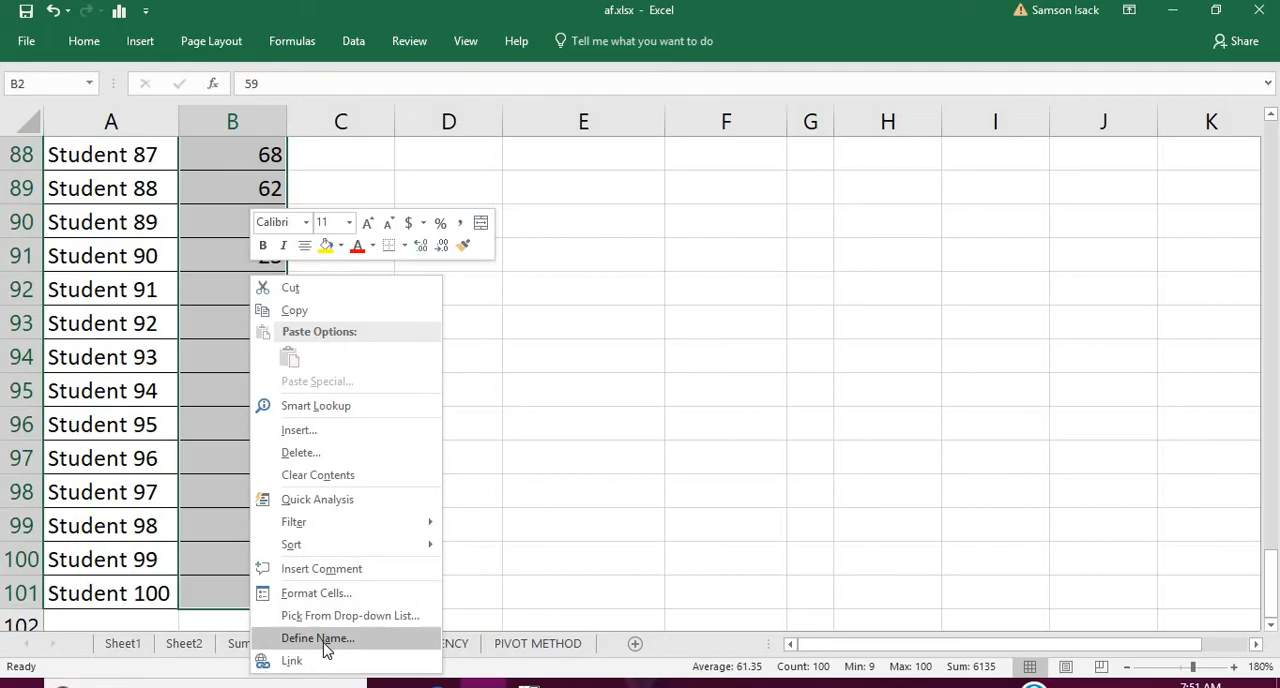 af.xlsx - Excel
Samson Isack
File Home Insert Page Layout Formulas Data Review View Help Tell me what you want to do Share
B2 fx 59
A B C D E F G H I J K
88 Student 87 68
89 Student 88 62
90 Student 89
91 Student 90
92 Student 91
93 Student 92
94 Student 93
95 Student 94
96 Student 95
97 Student 96
98 Student 97
99 Student 98
100 Student 99
101 Student 100
102
Calibri 11 A A $ % ,
B I A
Cut
Copy
Paste Options:
Paste Special...
Smart Lookup
Insert...
Delete...
Clear Contents
Quick Analysis
Filter
Sort
Insert Comment
Format Cells...
Pick From Drop-down List...
Define Name...
Link
Sheet1 Sheet2 Sum ENCY PIVOT METHOD
Ready Average: 61.35 Count: 100 Min: 9 Max: 100 Sum: 6135 180%
7:51 AM